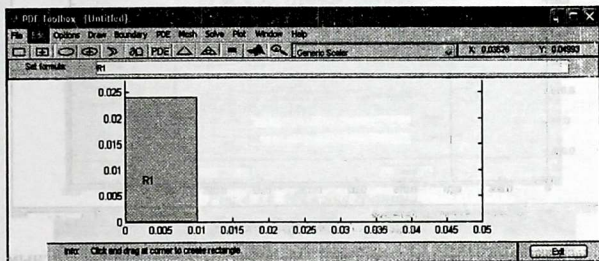 PDE Toolbox - [Untitled]
File Edit Options Draw Boundary PDE Mesh Solve Plot Window Help
∂Ω PDE = Generic Scalar X: 0.03526 Y: 0.04993
Set formula: R1
0.025
0.02
0.015
0.01
0.005
0
R1
0 0.005 0.01 0.015 0.02 0.025 0.03 0.035 0.04 0.045 0.05
Info: Click and drag at corner to create rectangle.
Exit